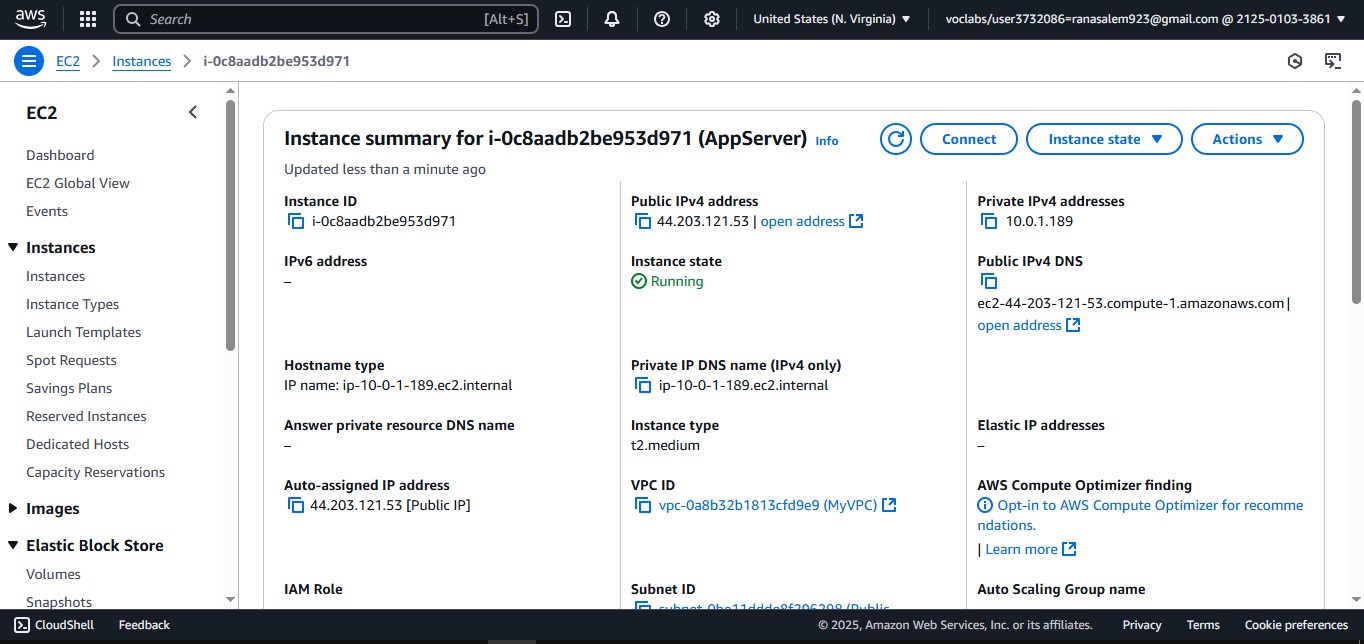 aws
Search [Alt+S]
United States (N. Virginia)
voclabs/user3732086=ranasalem923@gmail.com @ 2125-0103-3861
EC2
Instances
i-0c8aadb2be953d971
EC2
Dashboard
EC2 Global View
Events
Instances
Instances
Instance Types
Launch Templates
Spot Requests
Savings Plans
Reserved Instances
Dedicated Hosts
Capacity Reservations
Images
Elastic Block Store
Volumes
Snapshots
Instance summary for i-0c8aadb2be953d971 (AppServer) Info
Connect
Instance state
Actions
Updated less than a minute ago
Instance ID
i-0c8aadb2be953d971
Public IPv4 address
44.203.121.53 | open address
Private IPv4 addresses
10.0.1.189
IPv6 address
–
Instance state
Running
Public IPv4 DNS
ec2-44-203-121-53.compute-1.amazonaws.com |
open address
Hostname type
IP name: ip-10-0-1-189.ec2.internal
Private IP DNS name (IPv4 only)
ip-10-0-1-189.ec2.internal
Answer private resource DNS name
–
Instance type
t2.medium
Elastic IP addresses
–
Auto-assigned IP address
44.203.121.53 [Public IP]
VPC ID
vpc-0a8b32b1813cfd9e9 (MyVPC)
AWS Compute Optimizer finding
Opt-in to AWS Compute Optimizer for recomme
ndations.
| Learn more
IAM Role
Subnet ID
(Public
Auto Scaling Group name
CloudShell
Feedback
© 2025, Amazon Web Services, Inc. or its affiliates.
Privacy
Terms
Cookie preferences